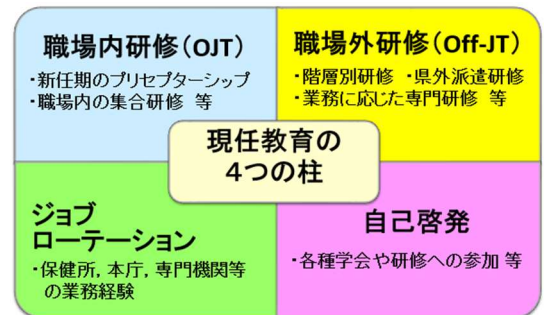 職場内研修（OJT）
・新任期のプリセプターシップ
・職場内の集合研修 等
職場外研修（Off-JT）
・階層別研修 ・県外派遣研修
・業務に応じた専門研修 等
現任教育の
４つの柱
ジョブ
ローテーション
・保健所，本庁，専門機関等
の業務経験
自己啓発
・各種学会や研修への参加 等